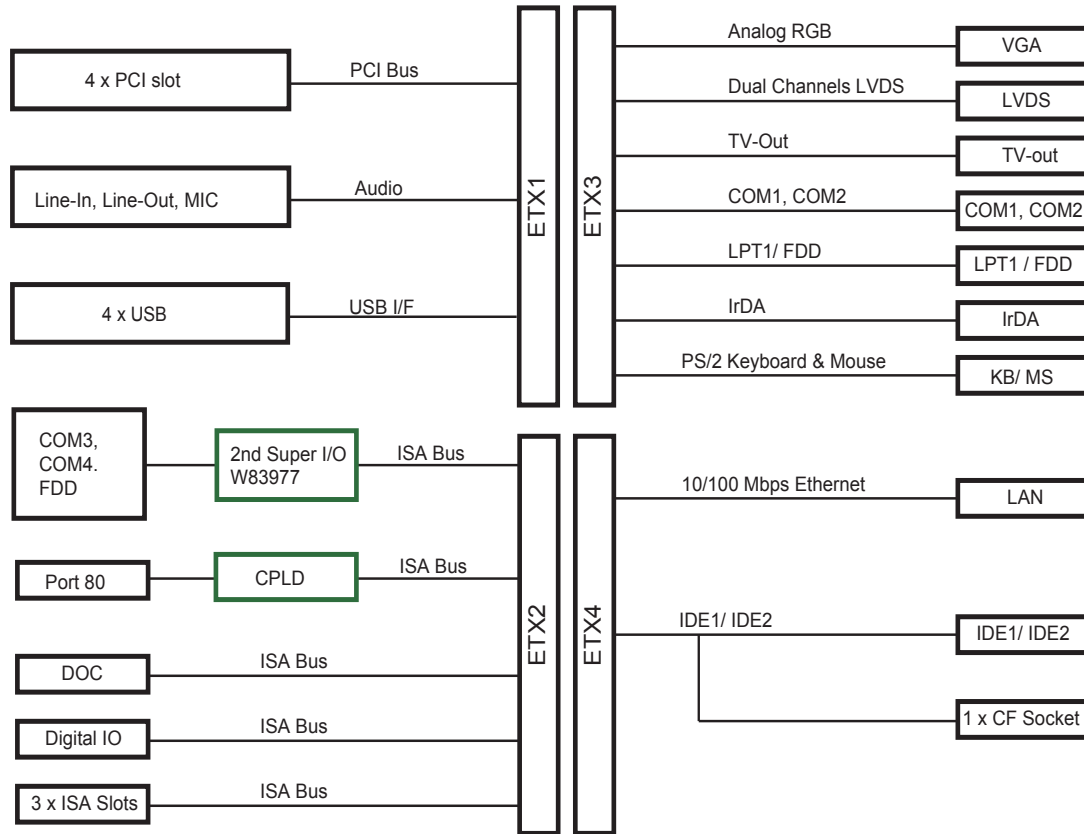 4 x PCI slot
PCI Bus
Line-In, Line-Out, MIC
Audio
4 x USB
USB I/F
ETX1
ETX3
Analog RGB
VGA
Dual Channels LVDS
LVDS
TV-Out
TV-out
COM1, COM2
COM1, COM2
LPT1/ FDD
LPT1 / FDD
IrDA
IrDA
PS/2 Keyboard & Mouse
KB/ MS
COM3,
COM4.
FDD
2nd Super I/O
W83977
ISA Bus
Port 80
CPLD
ISA Bus
DOC
ISA Bus
Digital IO
ISA Bus
3 x ISA Slots
ISA Bus
ETX2
ETX4
10/100 Mbps Ethernet
LAN
IDE1/ IDE2
IDE1/ IDE2
1 x CF Socket